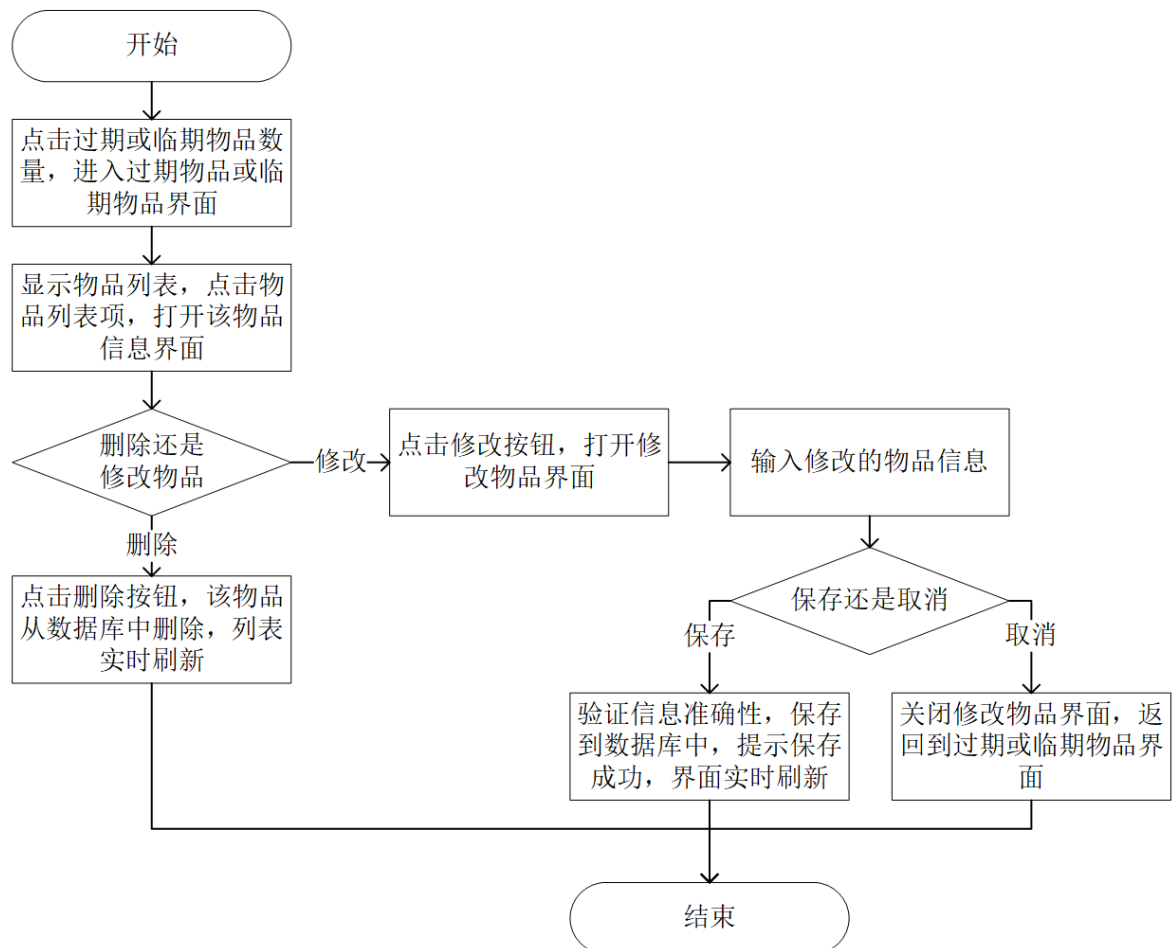 开始
点击过期或临期物品数
量，进入过期物品或临
期物品界面
显示物品列表，点击物
品列表项，打开该物品
信息界面
删除还是
修改物品
修改
点击修改按钮，打开修
改物品界面
输入修改的物品信息
删除
点击删除按钮，该物品
从数据库中删除，列表
实时刷新
保存还是取消
保存
取消
验证信息准确性，保存
到数据库中，提示保存
成功，界面实时刷新
关闭修改物品界面，返
回到过期或临期物品界
面
结束